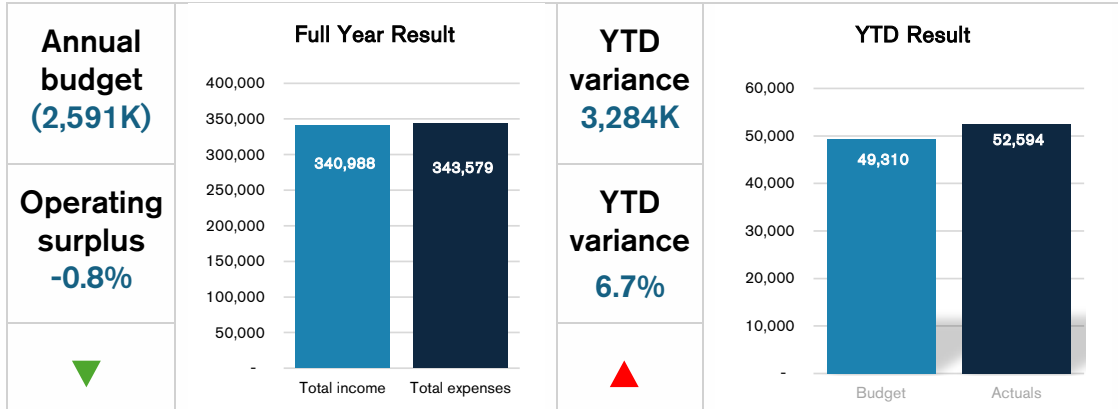 Annual
budget
(2,591K)
Operating
surplus
-0.8%
Full Year Result
400,000
350,000
300,000
250,000
200,000
150,000
100,000
50,000
-
340,988
343,579
Total income
Total expenses
YTD
variance
3,284K
YTD
variance
6.7%
YTD Result
60,000
50,000
40,000
30,000
20,000
10,000
-
49,310
52,594
Budget
Actuals